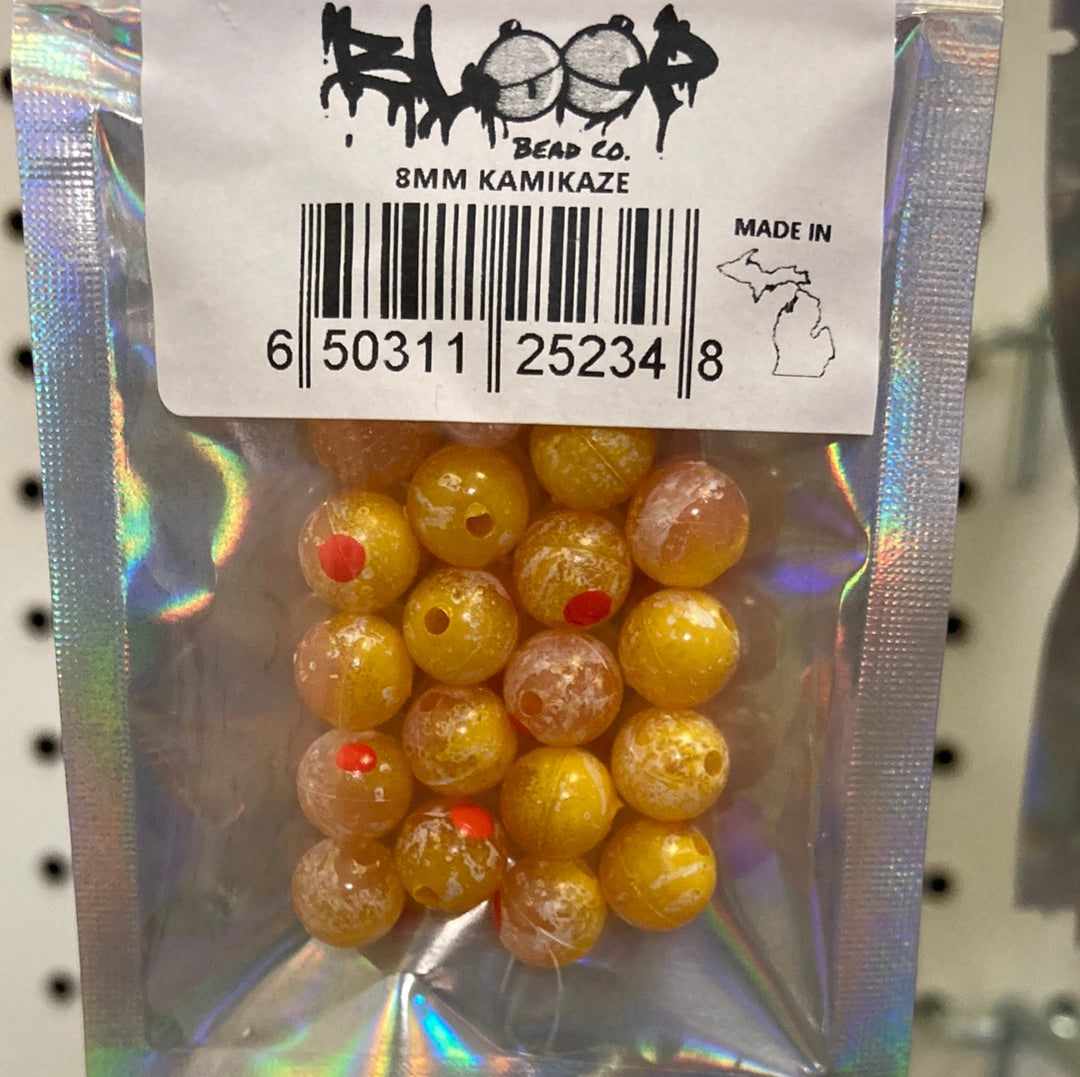 BLOOP
BEAD CO.
8MM KAMIKAZE
MADE IN
6 50311 25234 8